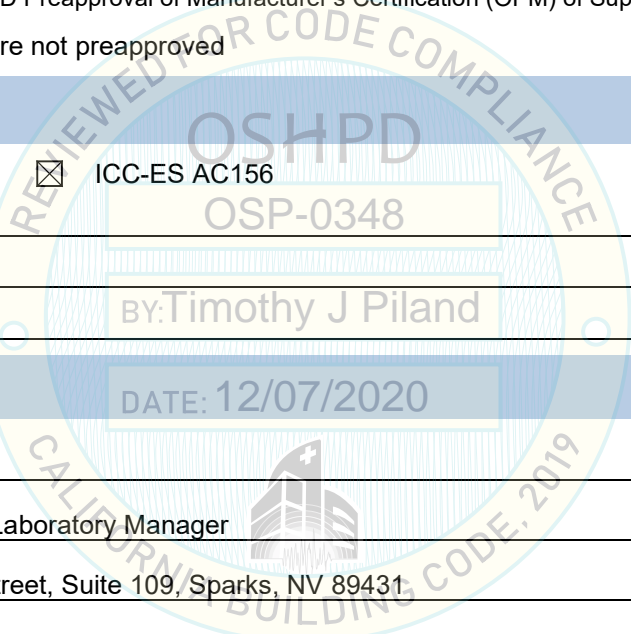 D Preapproval of Manufacturer's Certification (OPM) of Sup
re not preapproved
REVIEWED FOR CODE COMPLIANCE
OSHPD
ICC-ES AC156
OSP-0348
BY:Timothy J Piland
DATE: 12/07/2020
Laboratory Manager
treet, Suite 109, Sparks, NV 89431
CALIFORNIA BUILDING CODE, 2019